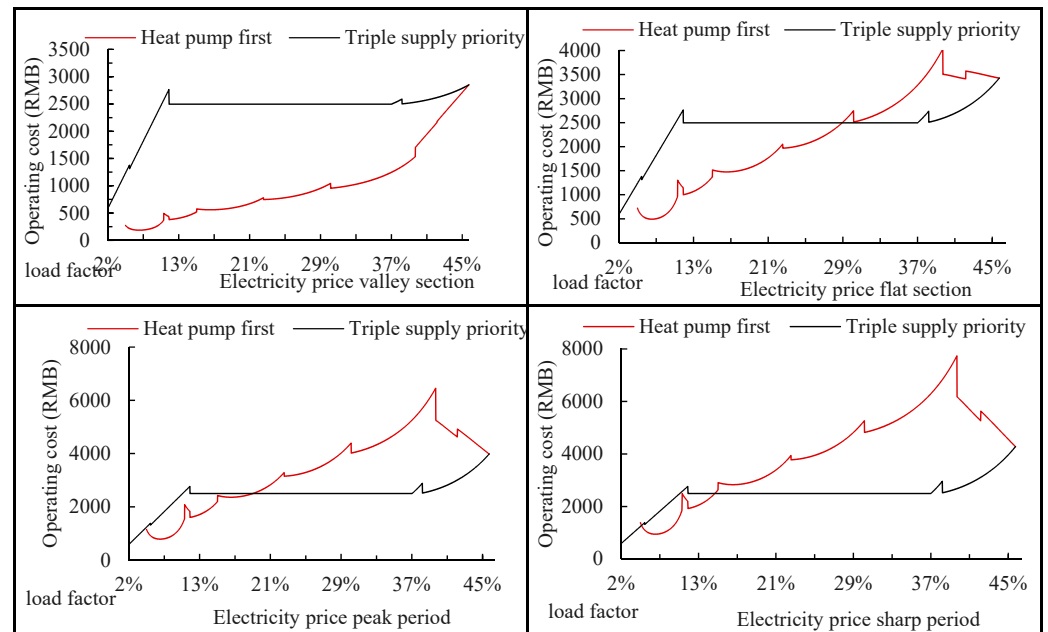 Heat pump first
Triple supply priority
Operating cost (RMB)
3500
3000
2500
2000
1500
1000
500
0
2% 13% 21% 29% 37% 45%
load factor
Electricity price valley section
Heat pump first
Triple supply priority
Operating cost (RMB)
4000
3500
3000
2500
2000
1500
1000
500
0
2% 13% 21% 29% 37% 45%
load factor
Electricity price flat section
Heat pump first
Triple supply priority
Operating cost (RMB)
8000
6000
4000
2000
0
2% 13% 21% 29% 37% 45%
load factor
Electricity price peak period
Heat pump first
Triple supply priority
Operating cost (RMB)
8000
6000
4000
2000
0
2% 13% 21% 29% 37% 45%
load factor
Electricity price sharp period